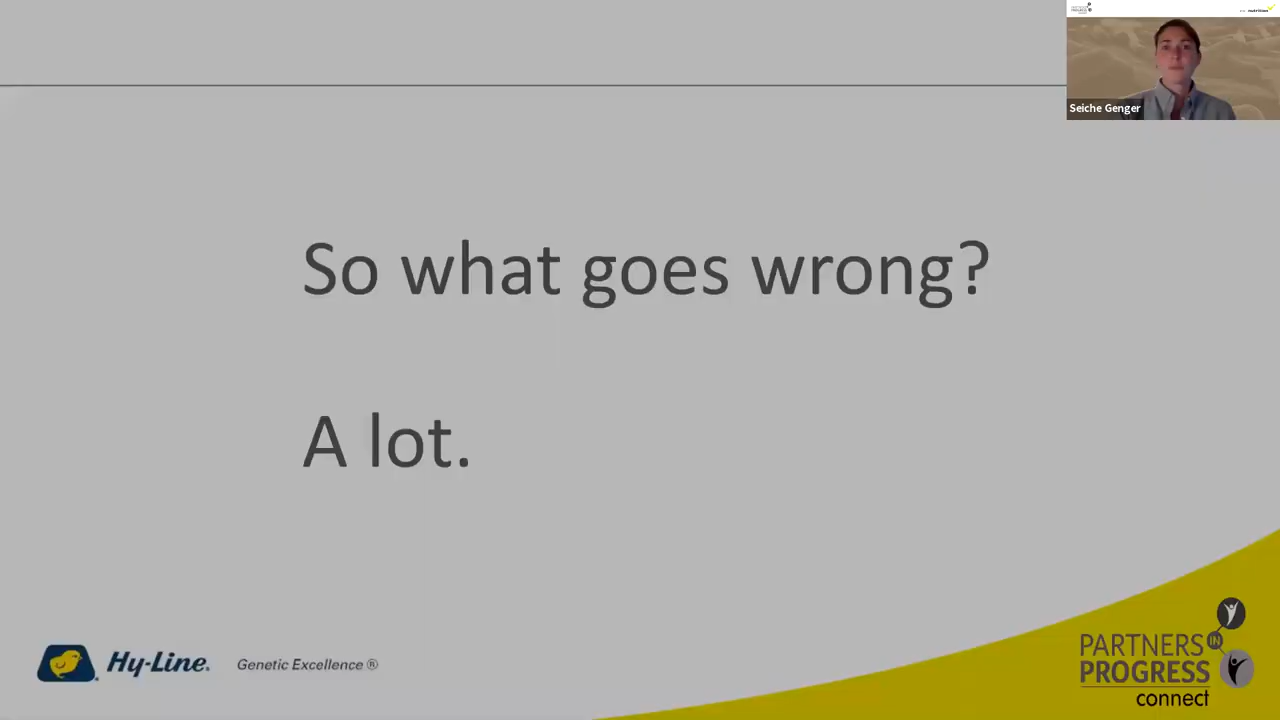 Seiche Genger
So what goes wrong?
A lot.
Hy-Line®
Genetic Excellence ®
PARTNERS IN
PROGRESS
connect